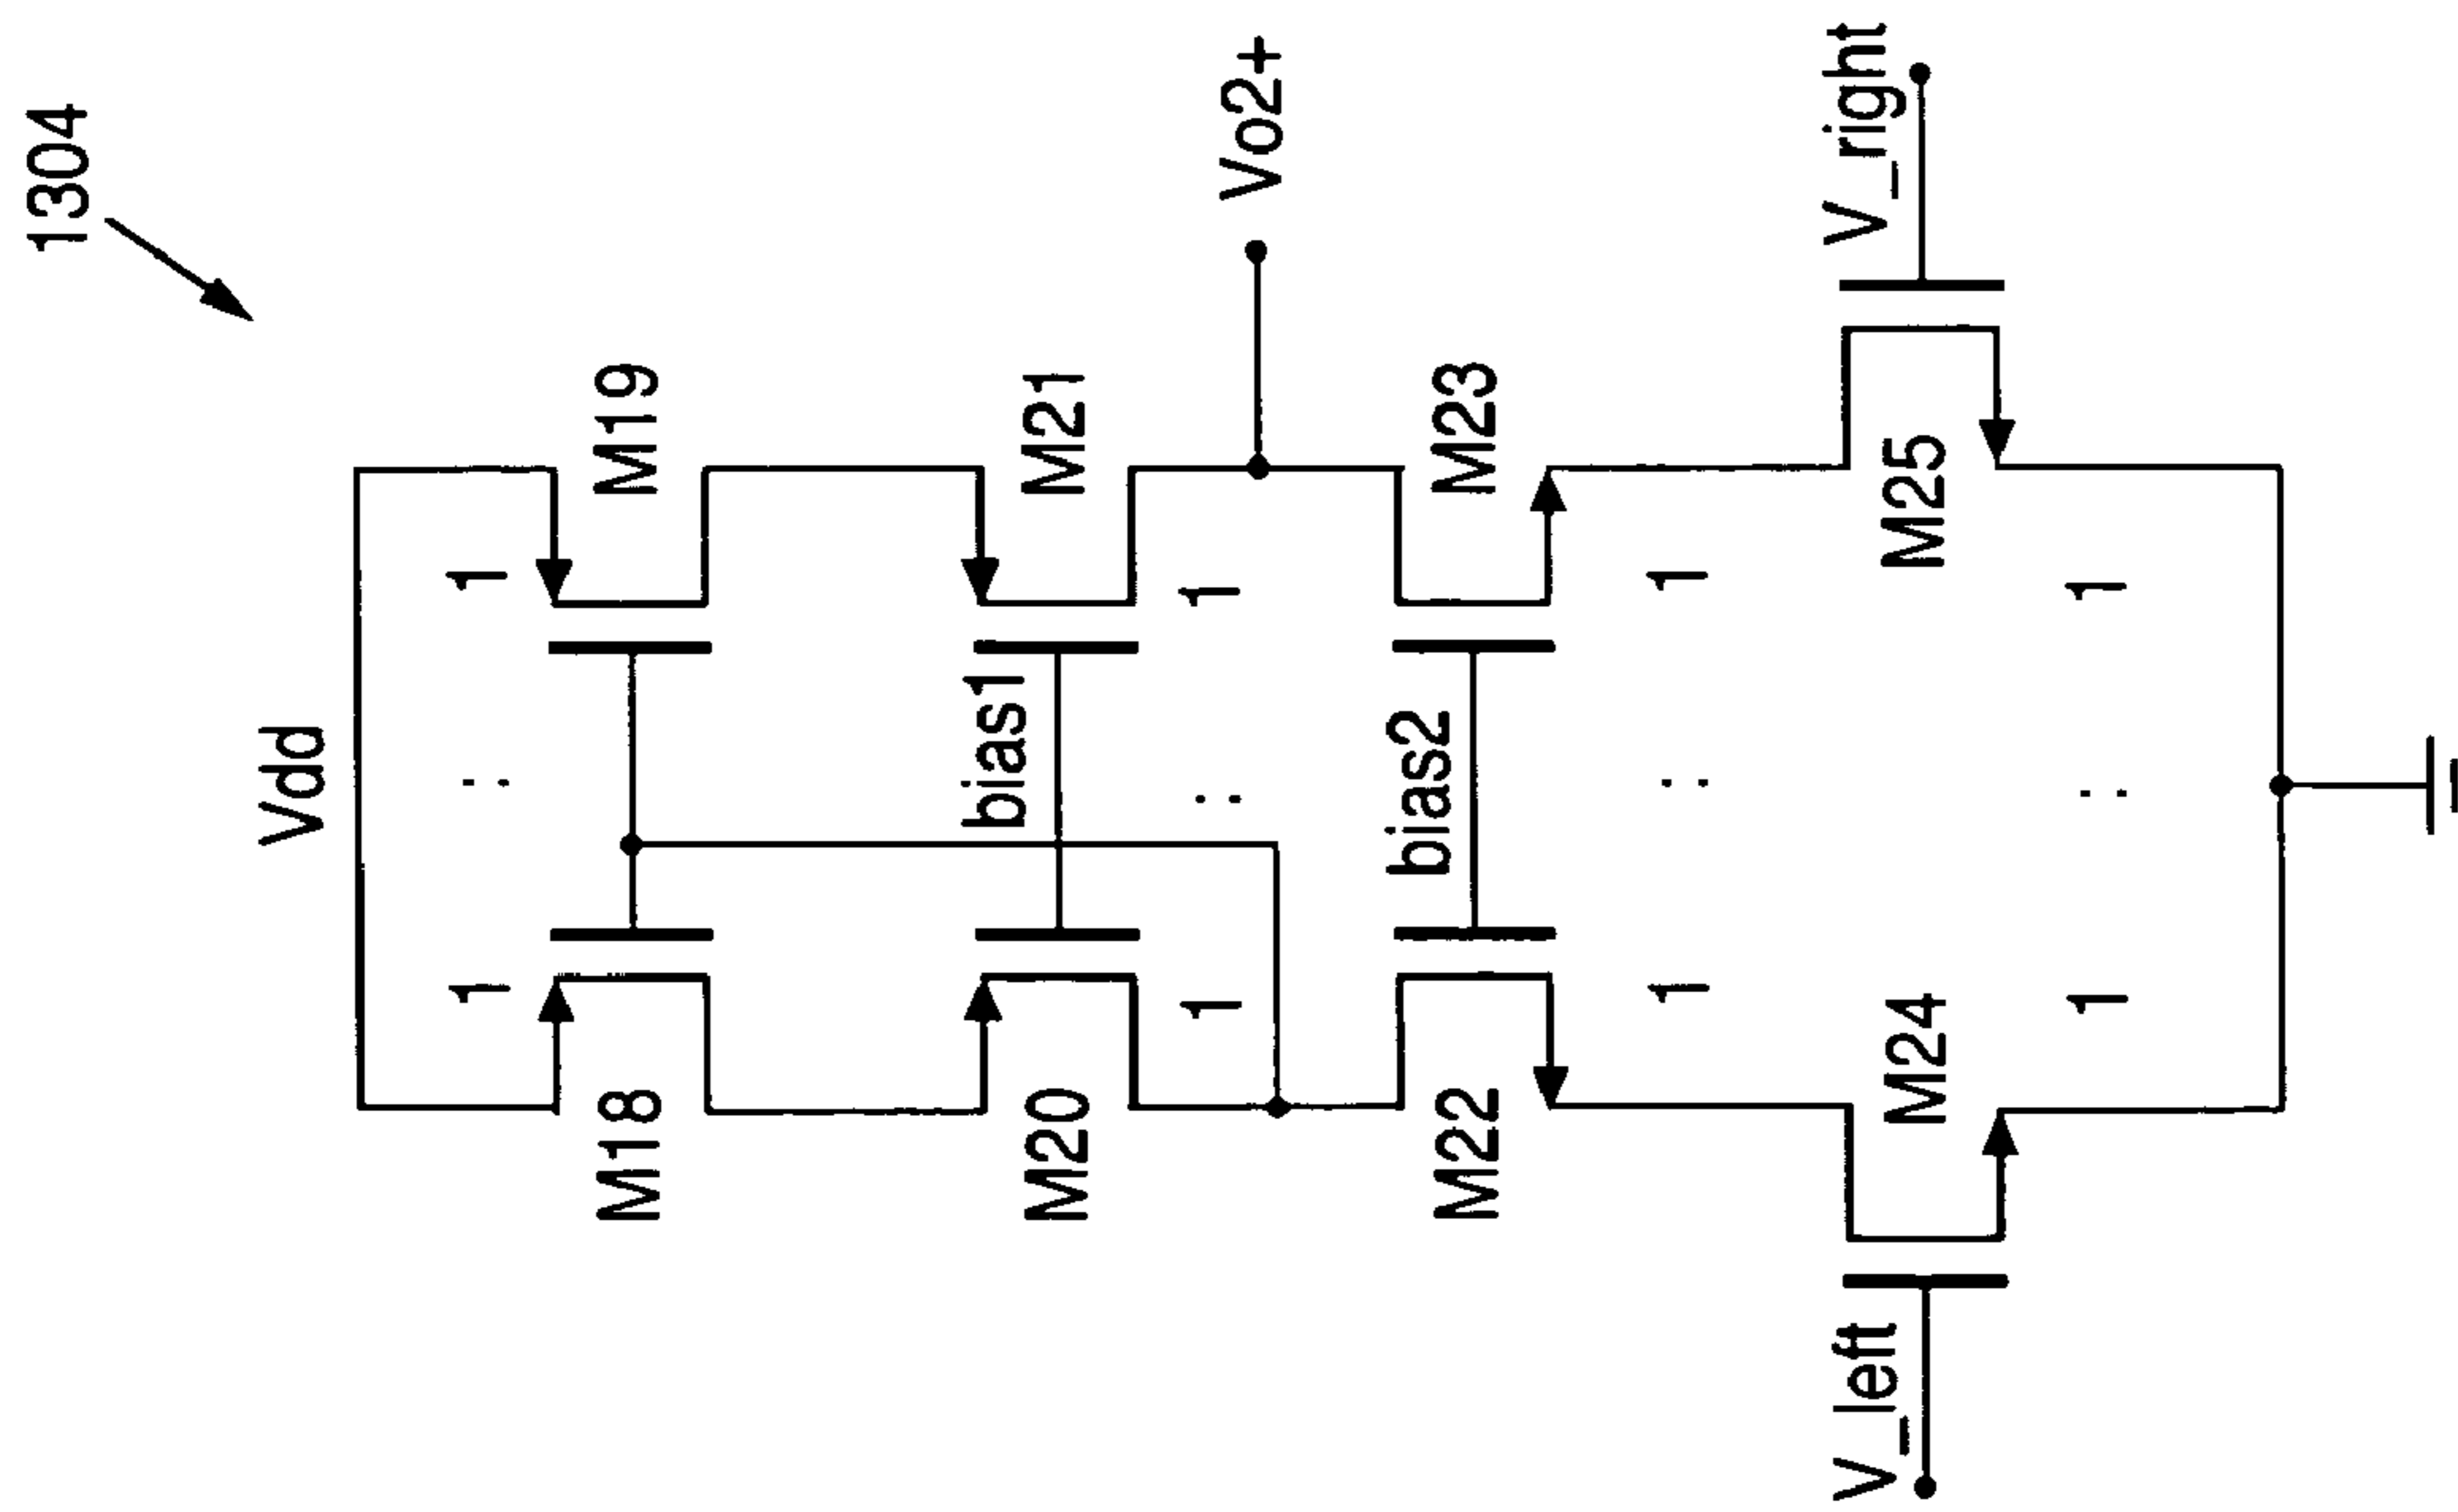 1304
Vdd
1 : 1
M18
M19
bias1
M20
M21
1 : 1
Vo2+
bias2
M22
M23
1 : 1
V_left
M24
M25
V_right
1 : 1